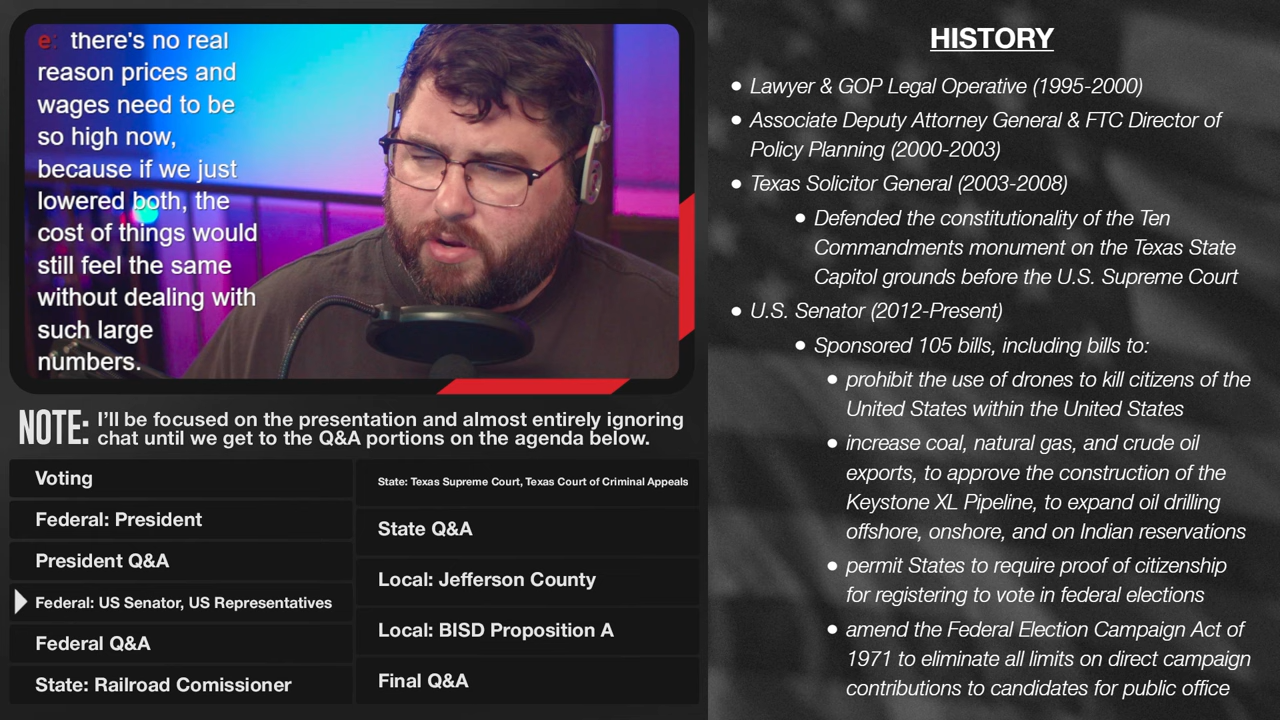 e: there's no real
reason prices and
wages need to be
so high now,
because if we just
lowered both, the
cost of things would
still feel the same
without dealing with
such large
numbers.
NOTE: I'll be focused on the presentation and almost entirely ignoring
chat until we get to the Q&A portions on the agenda below.
Voting
Federal: President
President Q&A
Federal: US Senator, US Representatives
Federal Q&A
State: Railroad Comissioner
State: Texas Supreme Court, Texas Court of Criminal Appeals
State Q&A
Local: Jefferson County
Local: BISD Proposition A
Final Q&A
HISTORY
• Lawyer & GOP Legal Operative (1995-2000)
• Associate Deputy Attorney General & FTC Director of
Policy Planning (2000-2003)
• Texas Solicitor General (2003-2008)
• Defended the constitutionality of the Ten
Commandments monument on the Texas State
Capitol grounds before the U.S. Supreme Court
• U.S. Senator (2012-Present)
• Sponsored 105 bills, including bills to:
• prohibit the use of drones to kill citizens of the
United States within the United States
• increase coal, natural gas, and crude oil
exports, to approve the construction of the
Keystone XL Pipeline, to expand oil drilling
offshore, onshore, and on Indian reservations
• permit States to require proof of citizenship
for registering to vote in federal elections
• amend the Federal Election Campaign Act of
1971 to eliminate all limits on direct campaign
contributions to candidates for public office